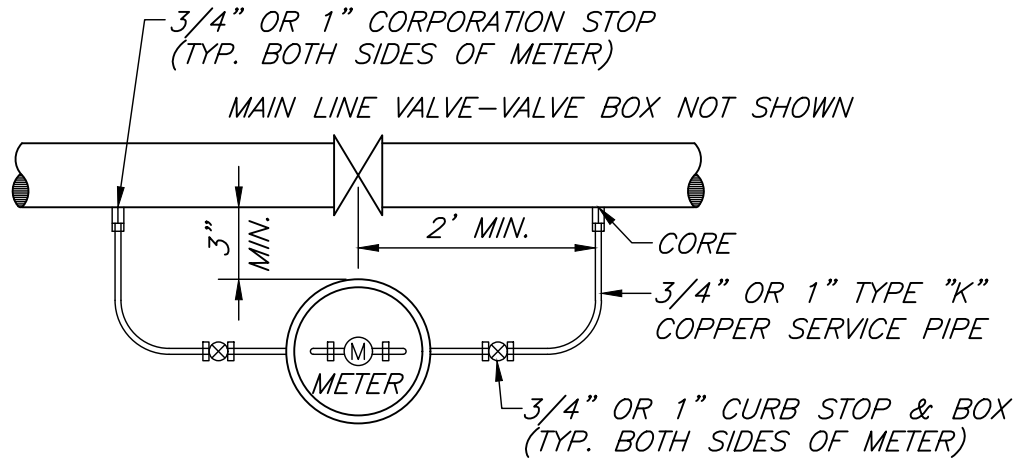 3/4" OR 1" CORPORATION STOP
(TYP. BOTH SIDES OF METER)
MAIN LINE VALVE-VALVE BOX NOT SHOWN
3"
MIN.
2' MIN.
CORE
3/4" OR 1" TYPE "K"
COPPER SERVICE PIPE
M
METER
3/4" OR 1" CURB STOP & BOX
(TYP. BOTH SIDES OF METER)